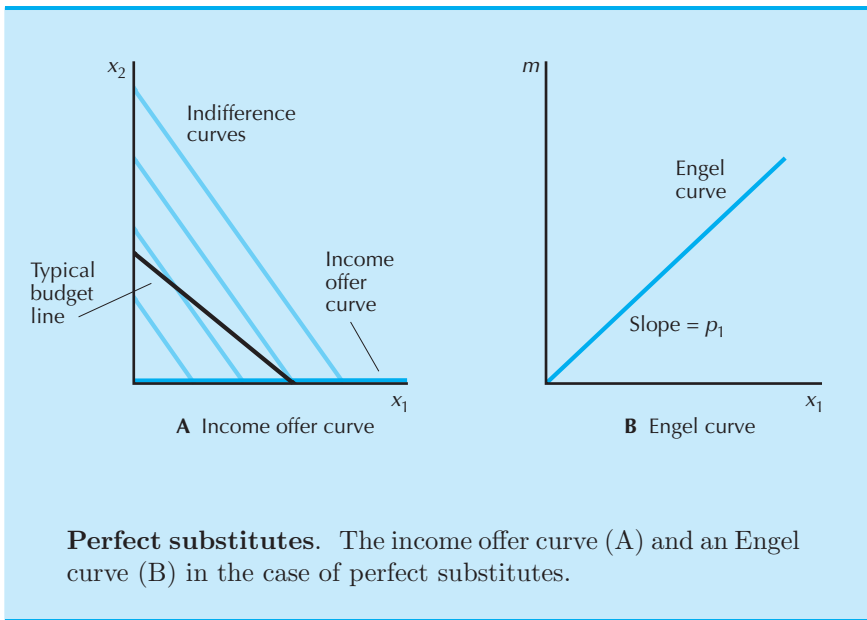 x₂
Indifference
curves
Typical
budget
line
Income
offer
curve
x₁
A Income offer curve
m
Engel
curve
Slope = p₁
x₁
B Engel curve
Perfect substitutes. The income offer curve (A) and an Engel
curve (B) in the case of perfect substitutes.